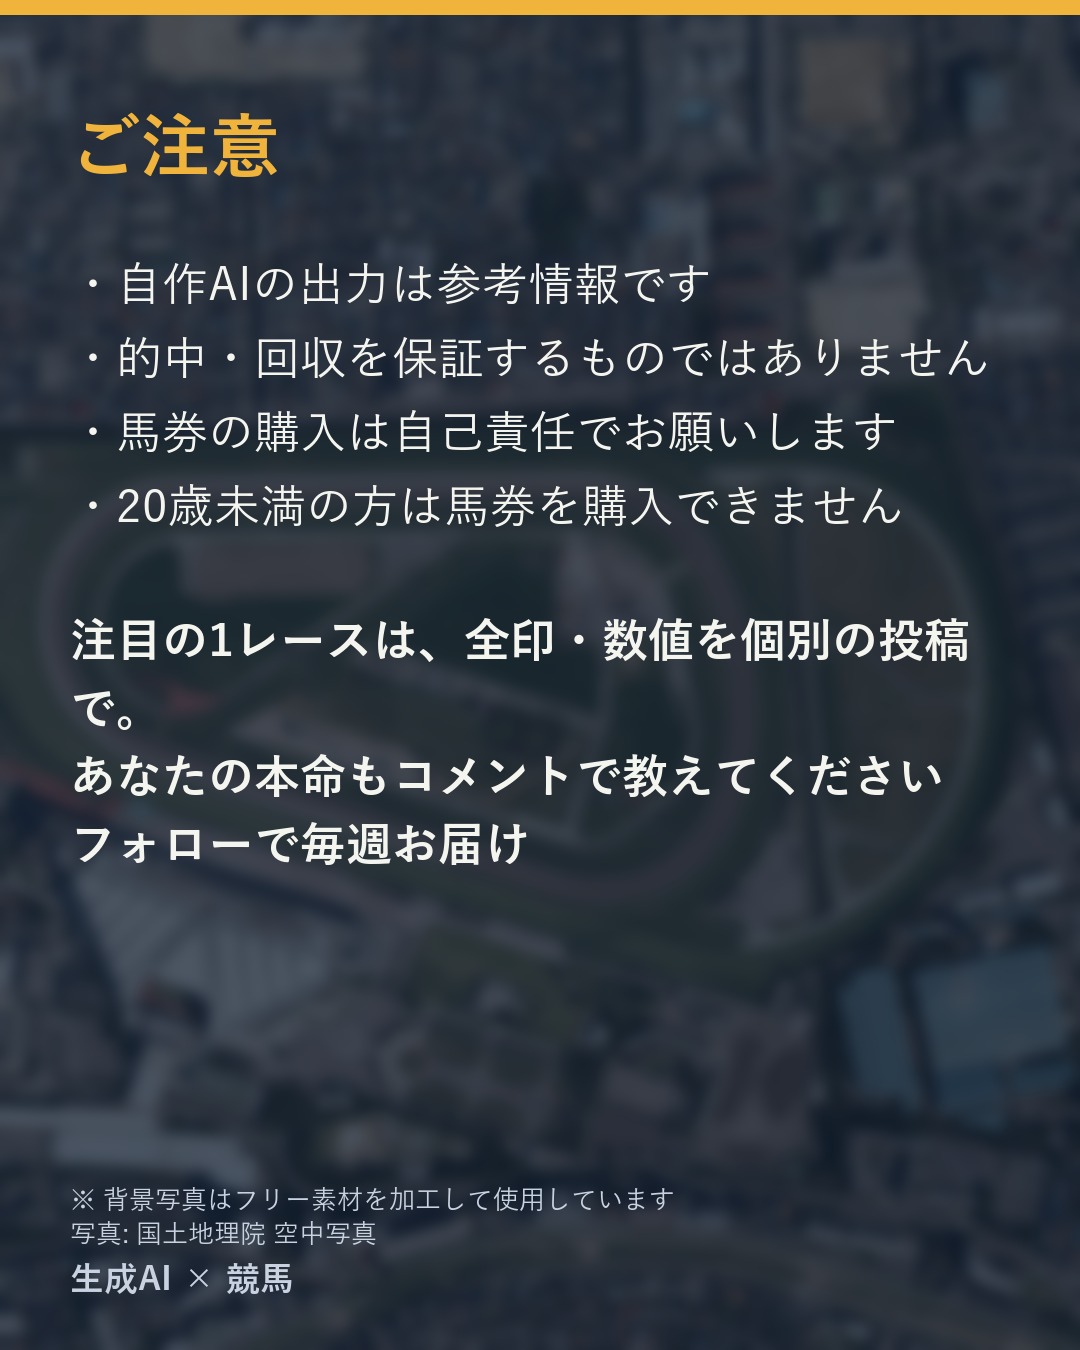 ご注意
・自作AIの出力は参考情報です
・的中・回収を保証するものではありません
・馬券の購入は自己責任でお願いします
・20歳未満の方は馬券を購入できません
注目の1レースは、全印・数値を個別の投稿
で。
あなたの本命もコメントで教えてください
フォローで毎週お届け
※ 背景写真はフリー素材を加工して使用しています
写真: 国土地理院 空中写真
生成AI × 競馬